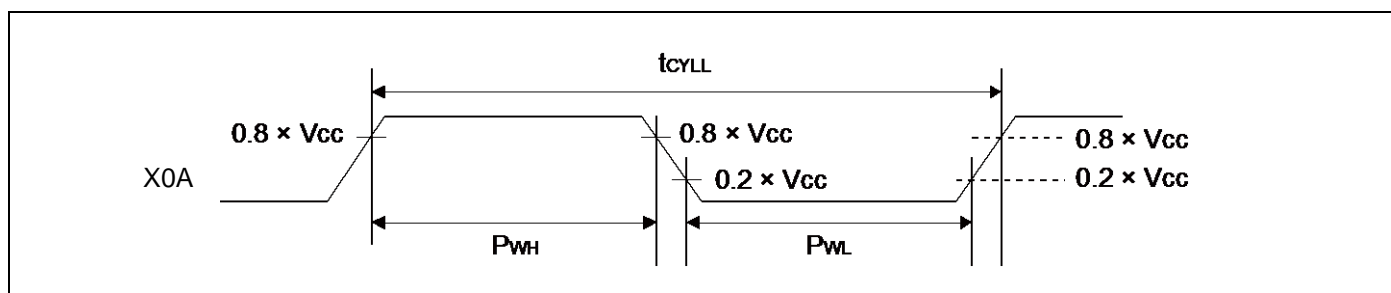 tCYLL
0.8 × Vcc
0.8 × Vcc
0.8 × Vcc
X0A
0.2 × Vcc
0.2 × Vcc
PWH
PWL